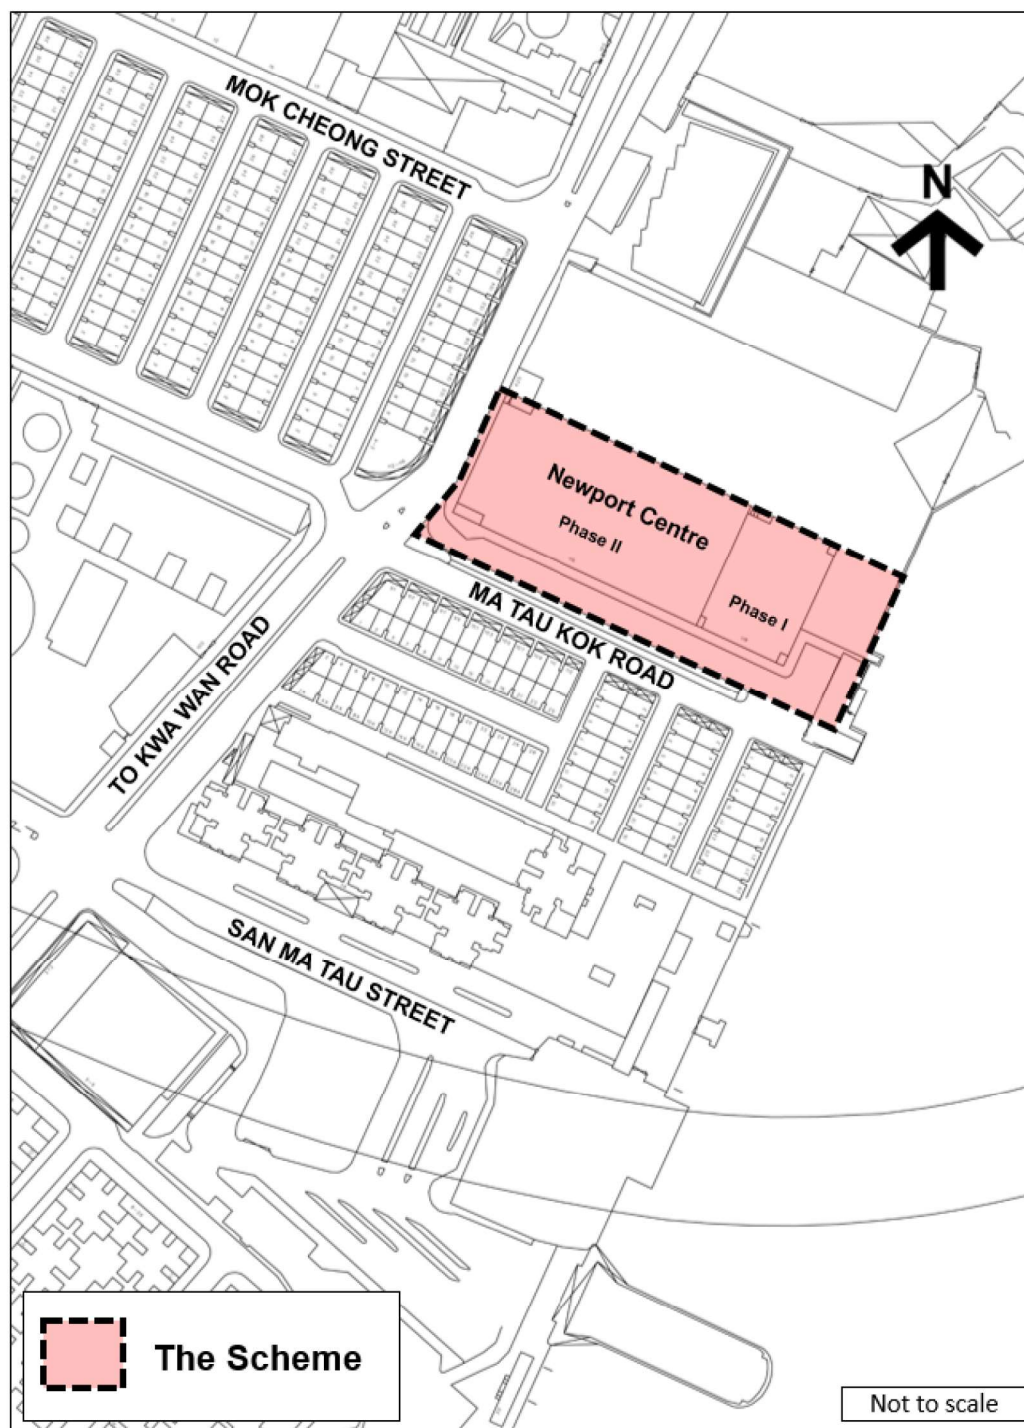 MOK CHEONG STREET
N
Newport Centre
Phase II
Phase I
MA TAU KOK ROAD
TO KWA WAN ROAD
SAN MA TAU STREET
The Scheme
Not to scale